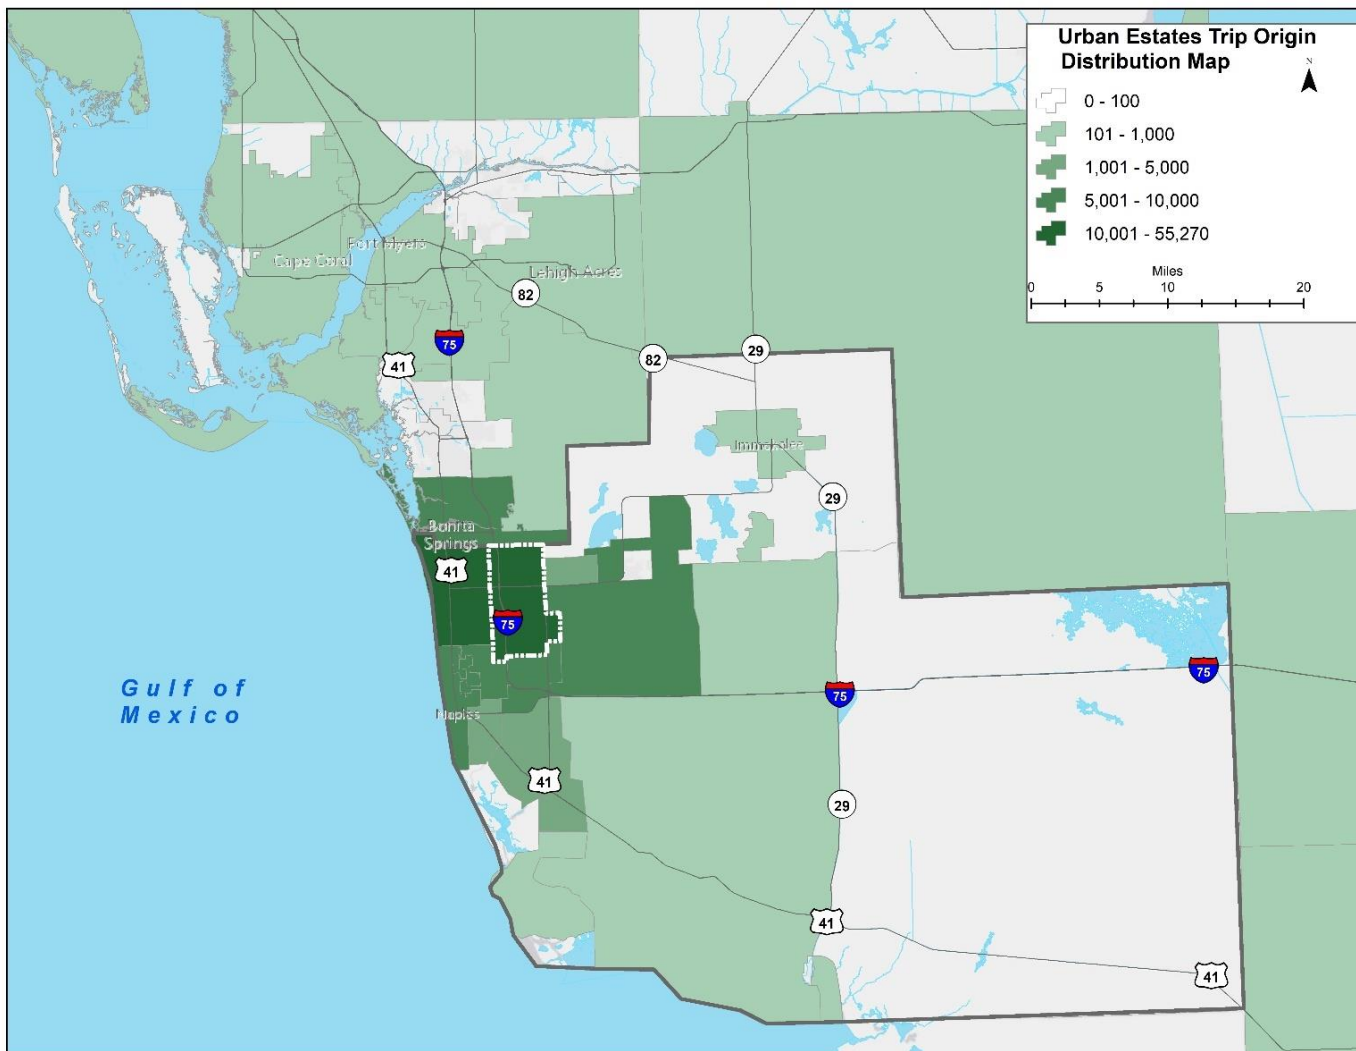 Urban Estates Trip Origin
Distribution Map
N
0 - 100
101 - 1,000
1,001 - 5,000
5,001 - 10,000
10,001 - 55,270
Miles
0 5 10 20
Fort Myers
Cape Coral
Lehigh Acres
82
75
41
82
29
Immokalee
29
Bonita
Springs
41
75
Gulf of
Mexico
Naples
75
75
41
29
41
41